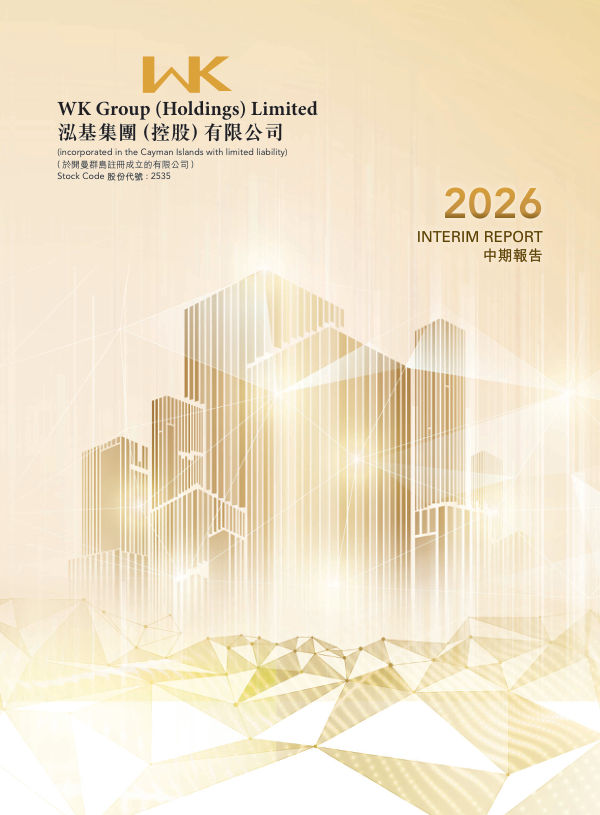 WK
WK Group (Holdings) Limited
泓基集團 (控股) 有限公司
(incorporated in the Cayman Islands with limited liability)
( 於開曼群島註冊成立的有限公司 )
Stock Code 股份代號 : 2535
2026
INTERIM REPORT
中期報告